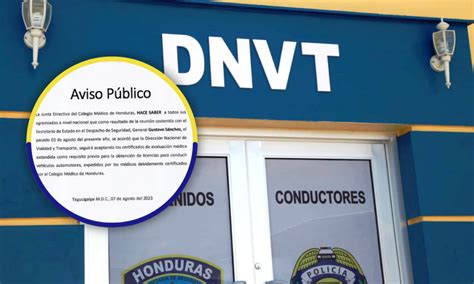 DNVT
Aviso Público
La Junta Directiva del Colegio Médico de Honduras, HACE SABER a todos sus
agremiados a nivel nacional que como resultado de la reunión sostenida con el
Secretario de Estado en el Despacho de Seguridad, General Gustavo Sánchez, el
pasado 03 de agosto del presente año, se acordó que la Dirección Nacional de
Vialidad y Transporte, seguirá aceptando los certificados de evaluación médica
extendida como requisito previo para la obtención de licencias para conducir
vehículos automotores, expedidos por los médicos debidamente certificados
por el Colegio Médico de Honduras.
Tegucigalpa M.D.C., 07 de agosto del 2023
NIDOS
CONDUCTORES
HONDURAS
POLICÍA